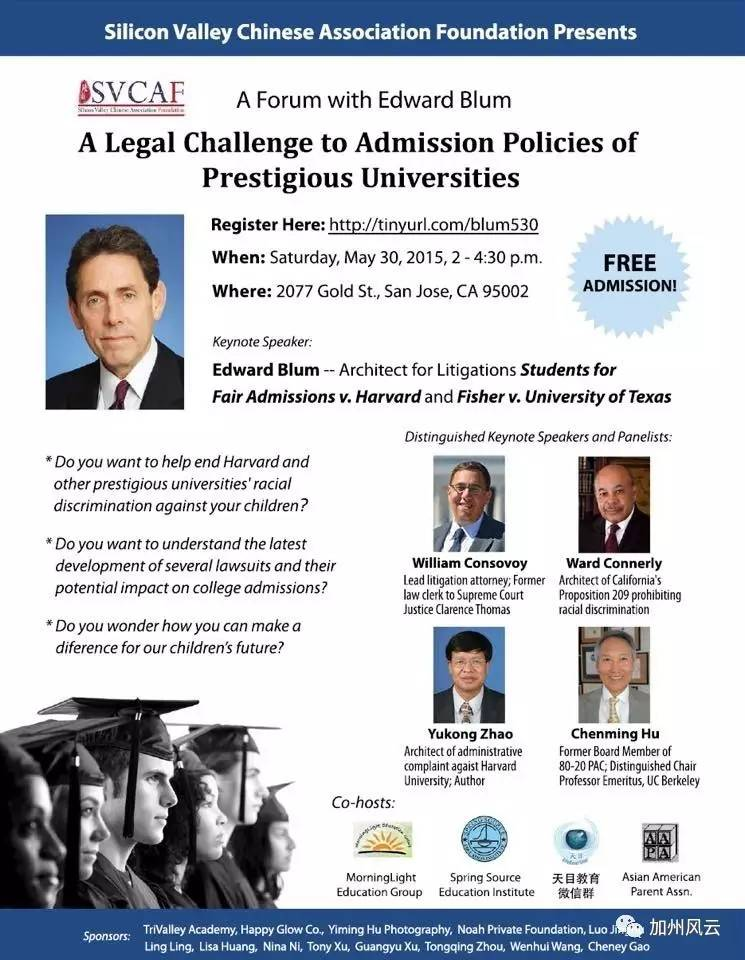 Silicon Valley Chinese Association Foundation Presents
SVCAF
Silicon Valley Chinese Association Foundation
A Forum with Edward Blum
A Legal Challenge to Admission Policies of
Prestigious Universities
Register Here: http://tinyurl.com/blum530
When: Saturday, May 30, 2015, 2 - 4:30 p.m.
Where: 2077 Gold St., San Jose, CA 95002
FREE
ADMISSION!
Keynote Speaker:
Edward Blum -- Architect for Litigations Students for
Fair Admissions v. Harvard and Fisher v. University of Texas
* Do you want to help end Harvard and
other prestigious universities' racial
discrimination against your children?
* Do you want to understand the latest
development of several lawsuits and their
potential impact on college admissions?
* Do you wonder how you can make a
diference for our children's future?
Distinguished Keynote Speakers and Panelists:
William Consovoy
Lead litigation attorney; Former
law clerk to Supreme Court
Justice Clarence Thomas
Ward Connerly
Architect of California's
Proposition 209 prohibiting
racial discrimination
Yukong Zhao
Architect of administrative
complaint agaist Harvard
University; Author
Chenming Hu
Former Board Member of
80-20 PAC; Distinguished Chair
Professor Emeritus, UC Berkeley
Co-hosts:
MorningLight
Education Group
Spring Source
Education Institute
天目
天目教育
微信群
AAPA
Asian American
Parent Assn.
Sponsors: TriValley Academy, Happy Glow Co., Yiming Hu Photography, Noah Private Foundation, Luo
Ling Ling, Lisa Huang, Nina Ni, Tony Xu, Guangyu Xu, Tongqing Zhou, Wenhui Wang, Cheney Gao
加州风云